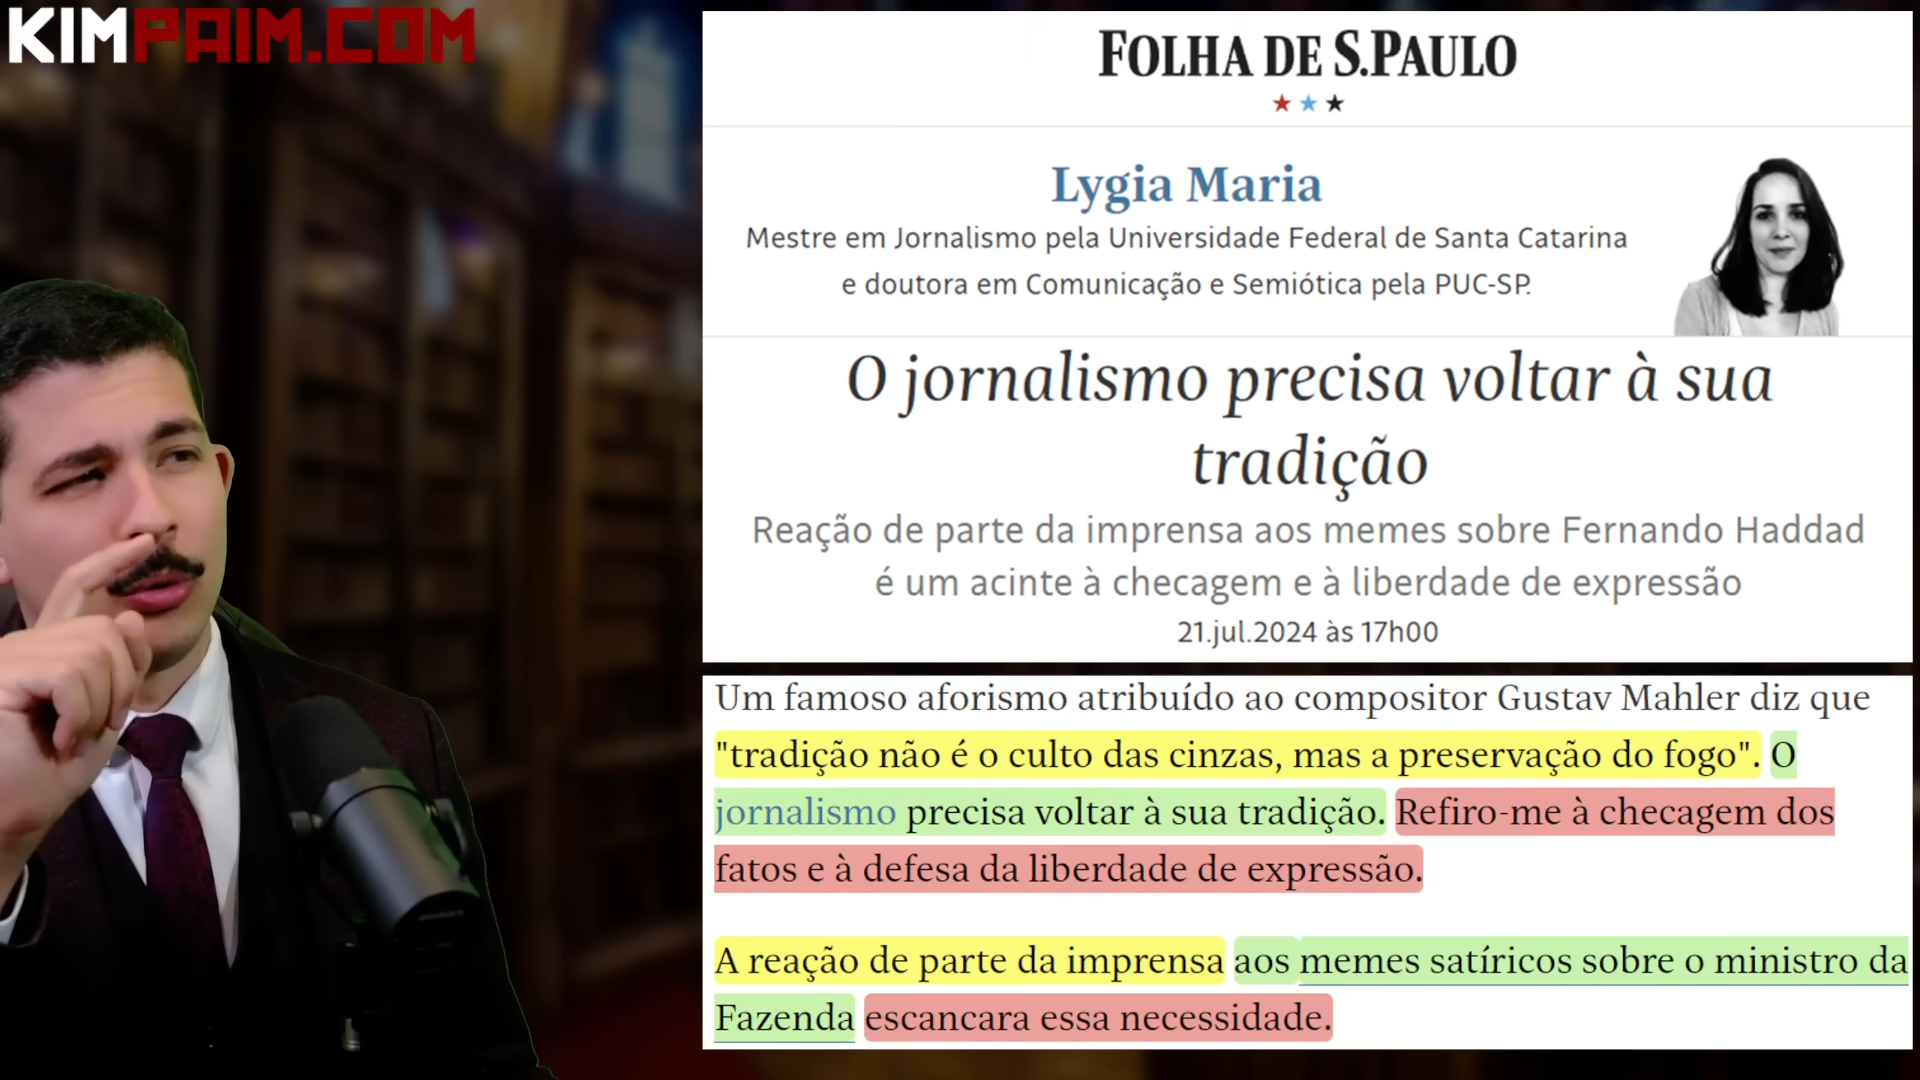 KIMPAIM.COM
FOLHA DE S.PAULO
Lygia Maria
Mestre em Jornalismo pela Universidade Federal de Santa Catarina
e doutora em Comunicação e Semiótica pela PUC-SP.
O jornalismo precisa voltar à sua
tradição
Reação de parte da imprensa aos memes sobre Fernando Haddad
é um acinte à checagem e à liberdade de expressão
21.jul.2024 às 17h00
Um famoso aforismo atribuído ao compositor Gustav Mahler diz que
"tradição não é o culto das cinzas, mas a preservação do fogo". O
jornalismo precisa voltar à sua tradição. Refiro-me à checagem dos
fatos e à defesa da liberdade de expressão.
A reação de parte da imprensa aos memes satíricos sobre o ministro da
Fazenda escancara essa necessidade.